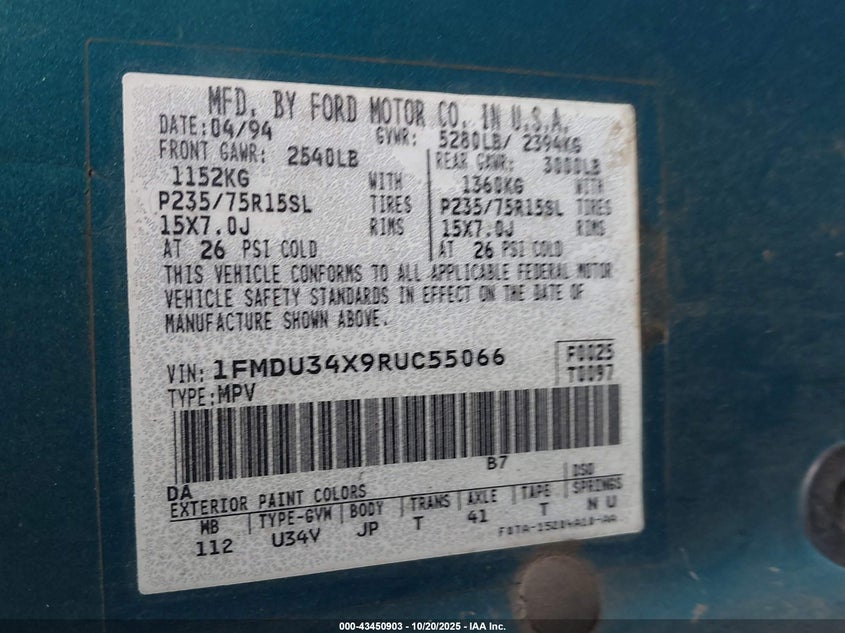 MFD. BY FORD MOTOR CO. IN U.S.A.
DATE: 04/94 GVWR: 5280LB/ 2394KG
FRONT GAWR: 2540LB REAR GAWR: 3000LB
1152KG WITH 1360KG WITH
P235/75R15SL TIRES P235/75R15SL TIRES
15X7.0J RIMS 15X7.0J RIMS
AT 26 PSI COLD AT 26 PSI COLD
THIS VEHICLE CONFORMS TO ALL APPLICABLE FEDERAL MOTOR
VEHICLE SAFETY STANDARDS IN EFFECT ON THE DATE OF
MANUFACTURE SHOWN ABOVE.
VIN: 1FMDU34X9RUC55066 F0025
TYPE: MPV T0097
B7
DA DSO
EXTERIOR PAINT COLORS
WB TYPE-GVW BODY TRANS AXLE TAPE SPRINGS
112 U34V JP T 41 T N U
000-43450903 - 10/20/2025 - IAA Inc.